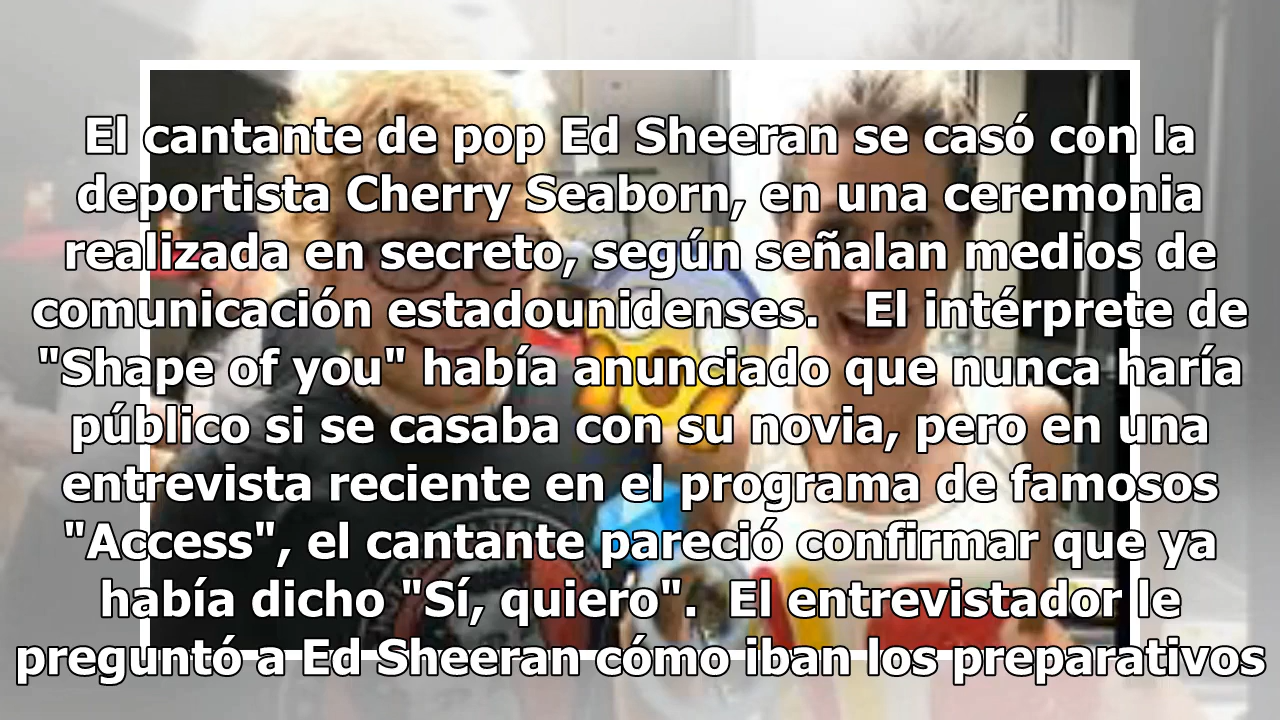 El cantante de pop Ed Sheeran se casó con la
deportista Cherry Seaborn, en una ceremonia
realizada en secreto, según señalan medios de
comunicación estadounidenses.   El intérprete de
"Shape of you" había anunciado que nunca haría
público si se casaba con su novia, pero en una
entrevista reciente en el programa de famosos
"Access", el cantante pareció confirmar que ya
había dicho "Sí, quiero".  El entrevistador le
preguntó a Ed Sheeran cómo iban los preparativos